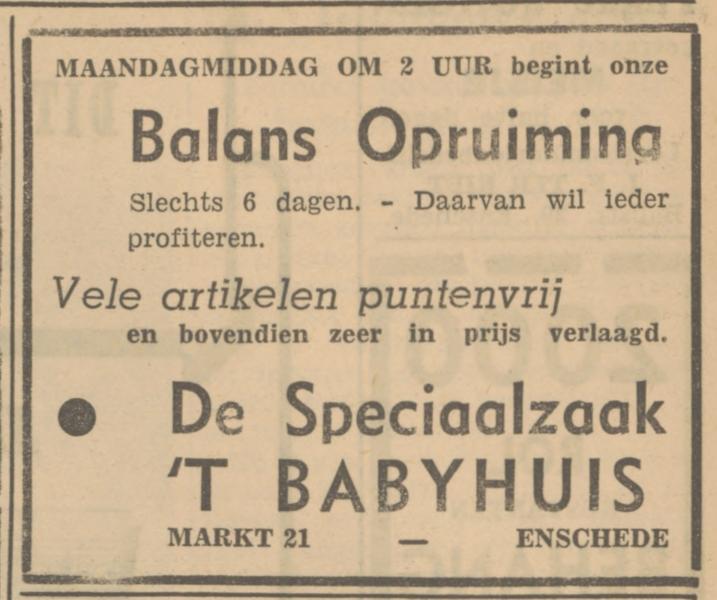 MAANDAGMIDDAG OM 2 UUR begint onze
Balans Opruiming
Slechts 6 dagen. - Daarvan wil ieder
profiteren.
Vele artikelen puntenvrij
en bovendien zeer in prijs verlaagd.
● De Speciaalzaak
'T BABYHUIS
MARKT 21 — ENSCHEDE